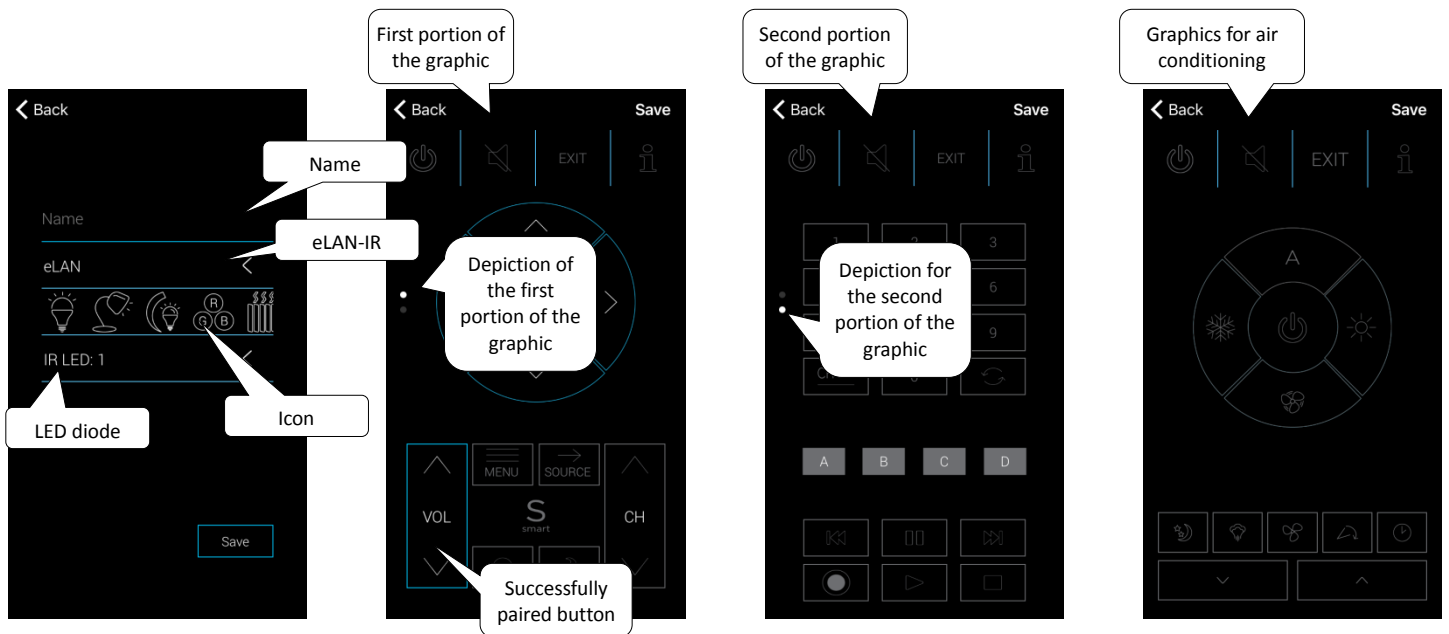 Back
Name
Name
eLAN-IR
eLAN
R
G B
IR LED: 1
LED diode
Icon
Save
First portion of
the graphic
Back Save
EXIT
Depiction of
the first
portion of the
graphic
MENU SOURCE
VOL S CH
smart
Successfully
paired button
Second portion
of the graphic
Back Save
EXIT
3
6
9
Depiction for
the second
portion of the
graphic
A B C D
Graphics for air
conditioning
Back Save
EXIT
A